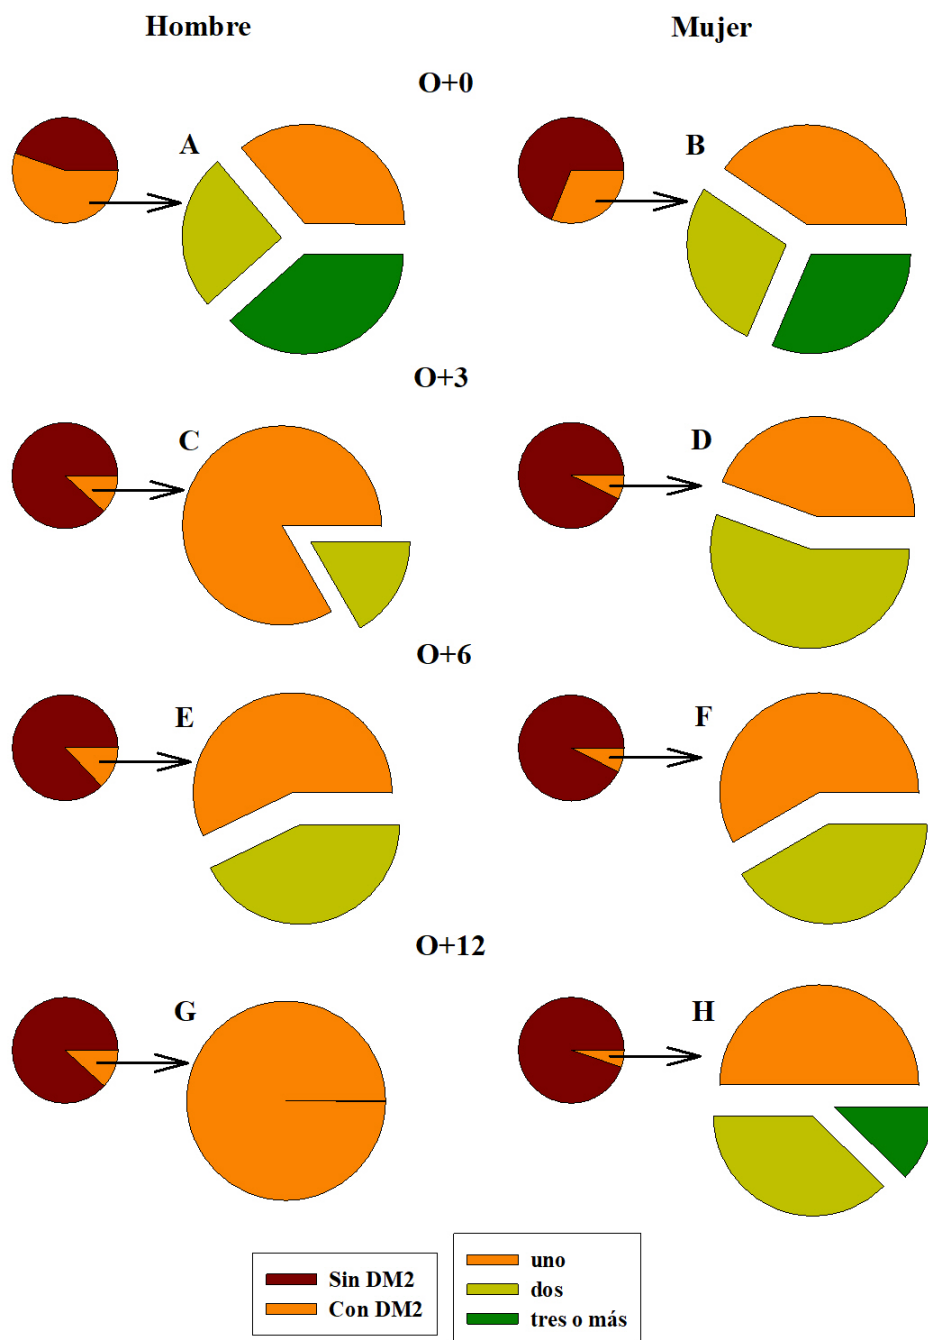 Hombre Mujer
O+0
A B
O+3
C D
O+6
E F
O+12
G H
Sin DM2
Con DM2
uno
dos
tres o más